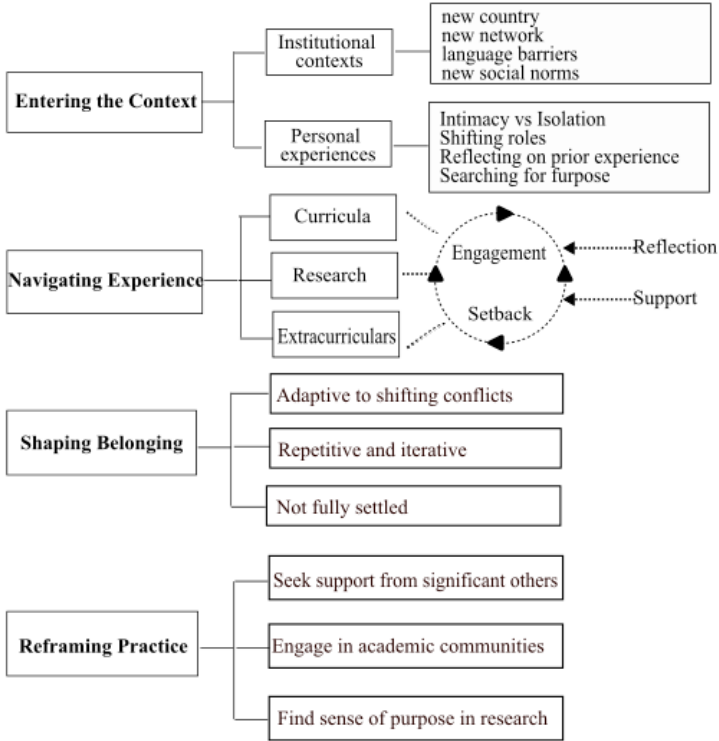 Entering the Context
Institutional
contexts
new country
new network
language barriers
new social norms
Personal
experiences
Intimacy vs Isolation
Shifting roles
Reflecting on prior experience
Searching for furpose
Navigating Experience
Curricula
Research
Extracurriculars
Engagement
Setback
Reflection
Support
Shaping Belonging
Adaptive to shifting conflicts
Repetitive and iterative
Not fully settled
Reframing Practice
Seek support from significant others
Engage in academic communities
Find sense of purpose in research